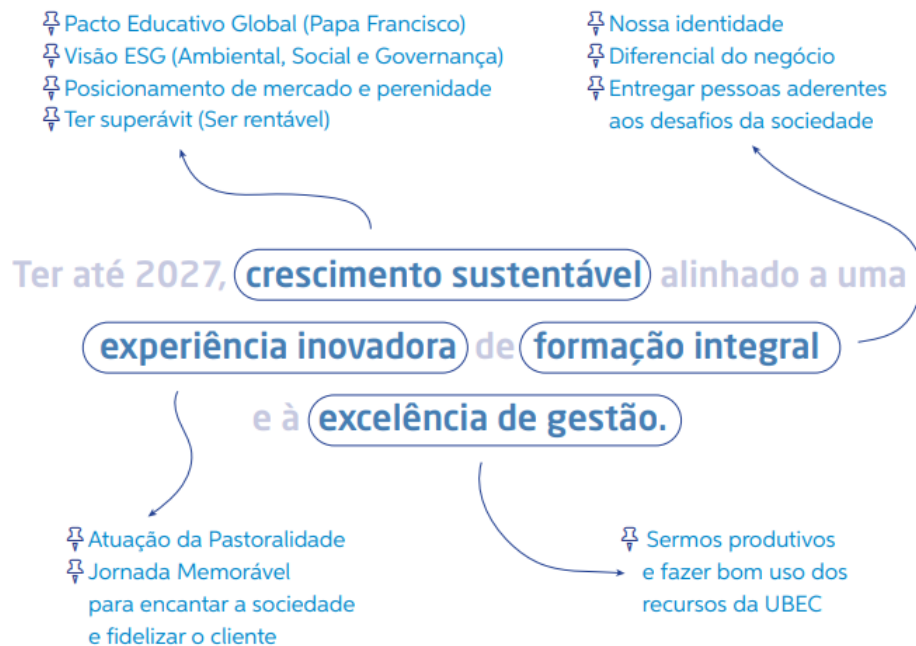 Pacto Educativo Global (Papa Francisco)
Visão ESG (Ambiental, Social e Governança)
Posicionamento de mercado e perenidade
Ter superávit (Ser rentável)
Nossa identidade
Diferencial do negócio
Entregar pessoas aderentes
aos desafios da sociedade
Ter até 2027, crescimento sustentável alinhado a uma
experiência inovadora de formação integral
e à excelência de gestão.
Atuação da Pastoralidade
Jornada Memorável
para encantar a sociedade
e fidelizar o cliente
Sermos produtivos
e fazer bom uso dos
recursos da UBEC